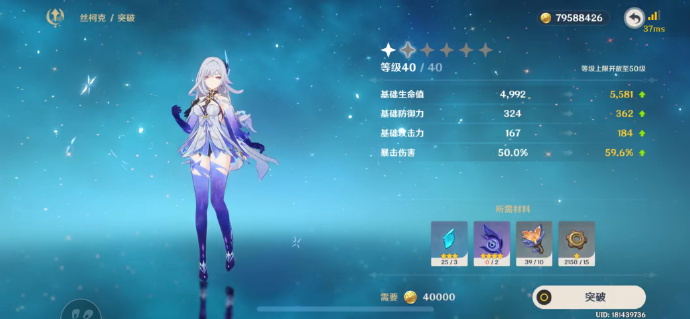 丝柯克 / 突破
79588426
37ms
等级40 / 40
等级上限开放至50级
基础生命值 4,992 5,581
基础防御力 324 362
基础攻击力 167 184
暴击伤害 50.0% 59.6%
所需材料
25 / 3
0 / 2
39 / 10
2150 / 15
需要 40000
突破
UID: 181439736